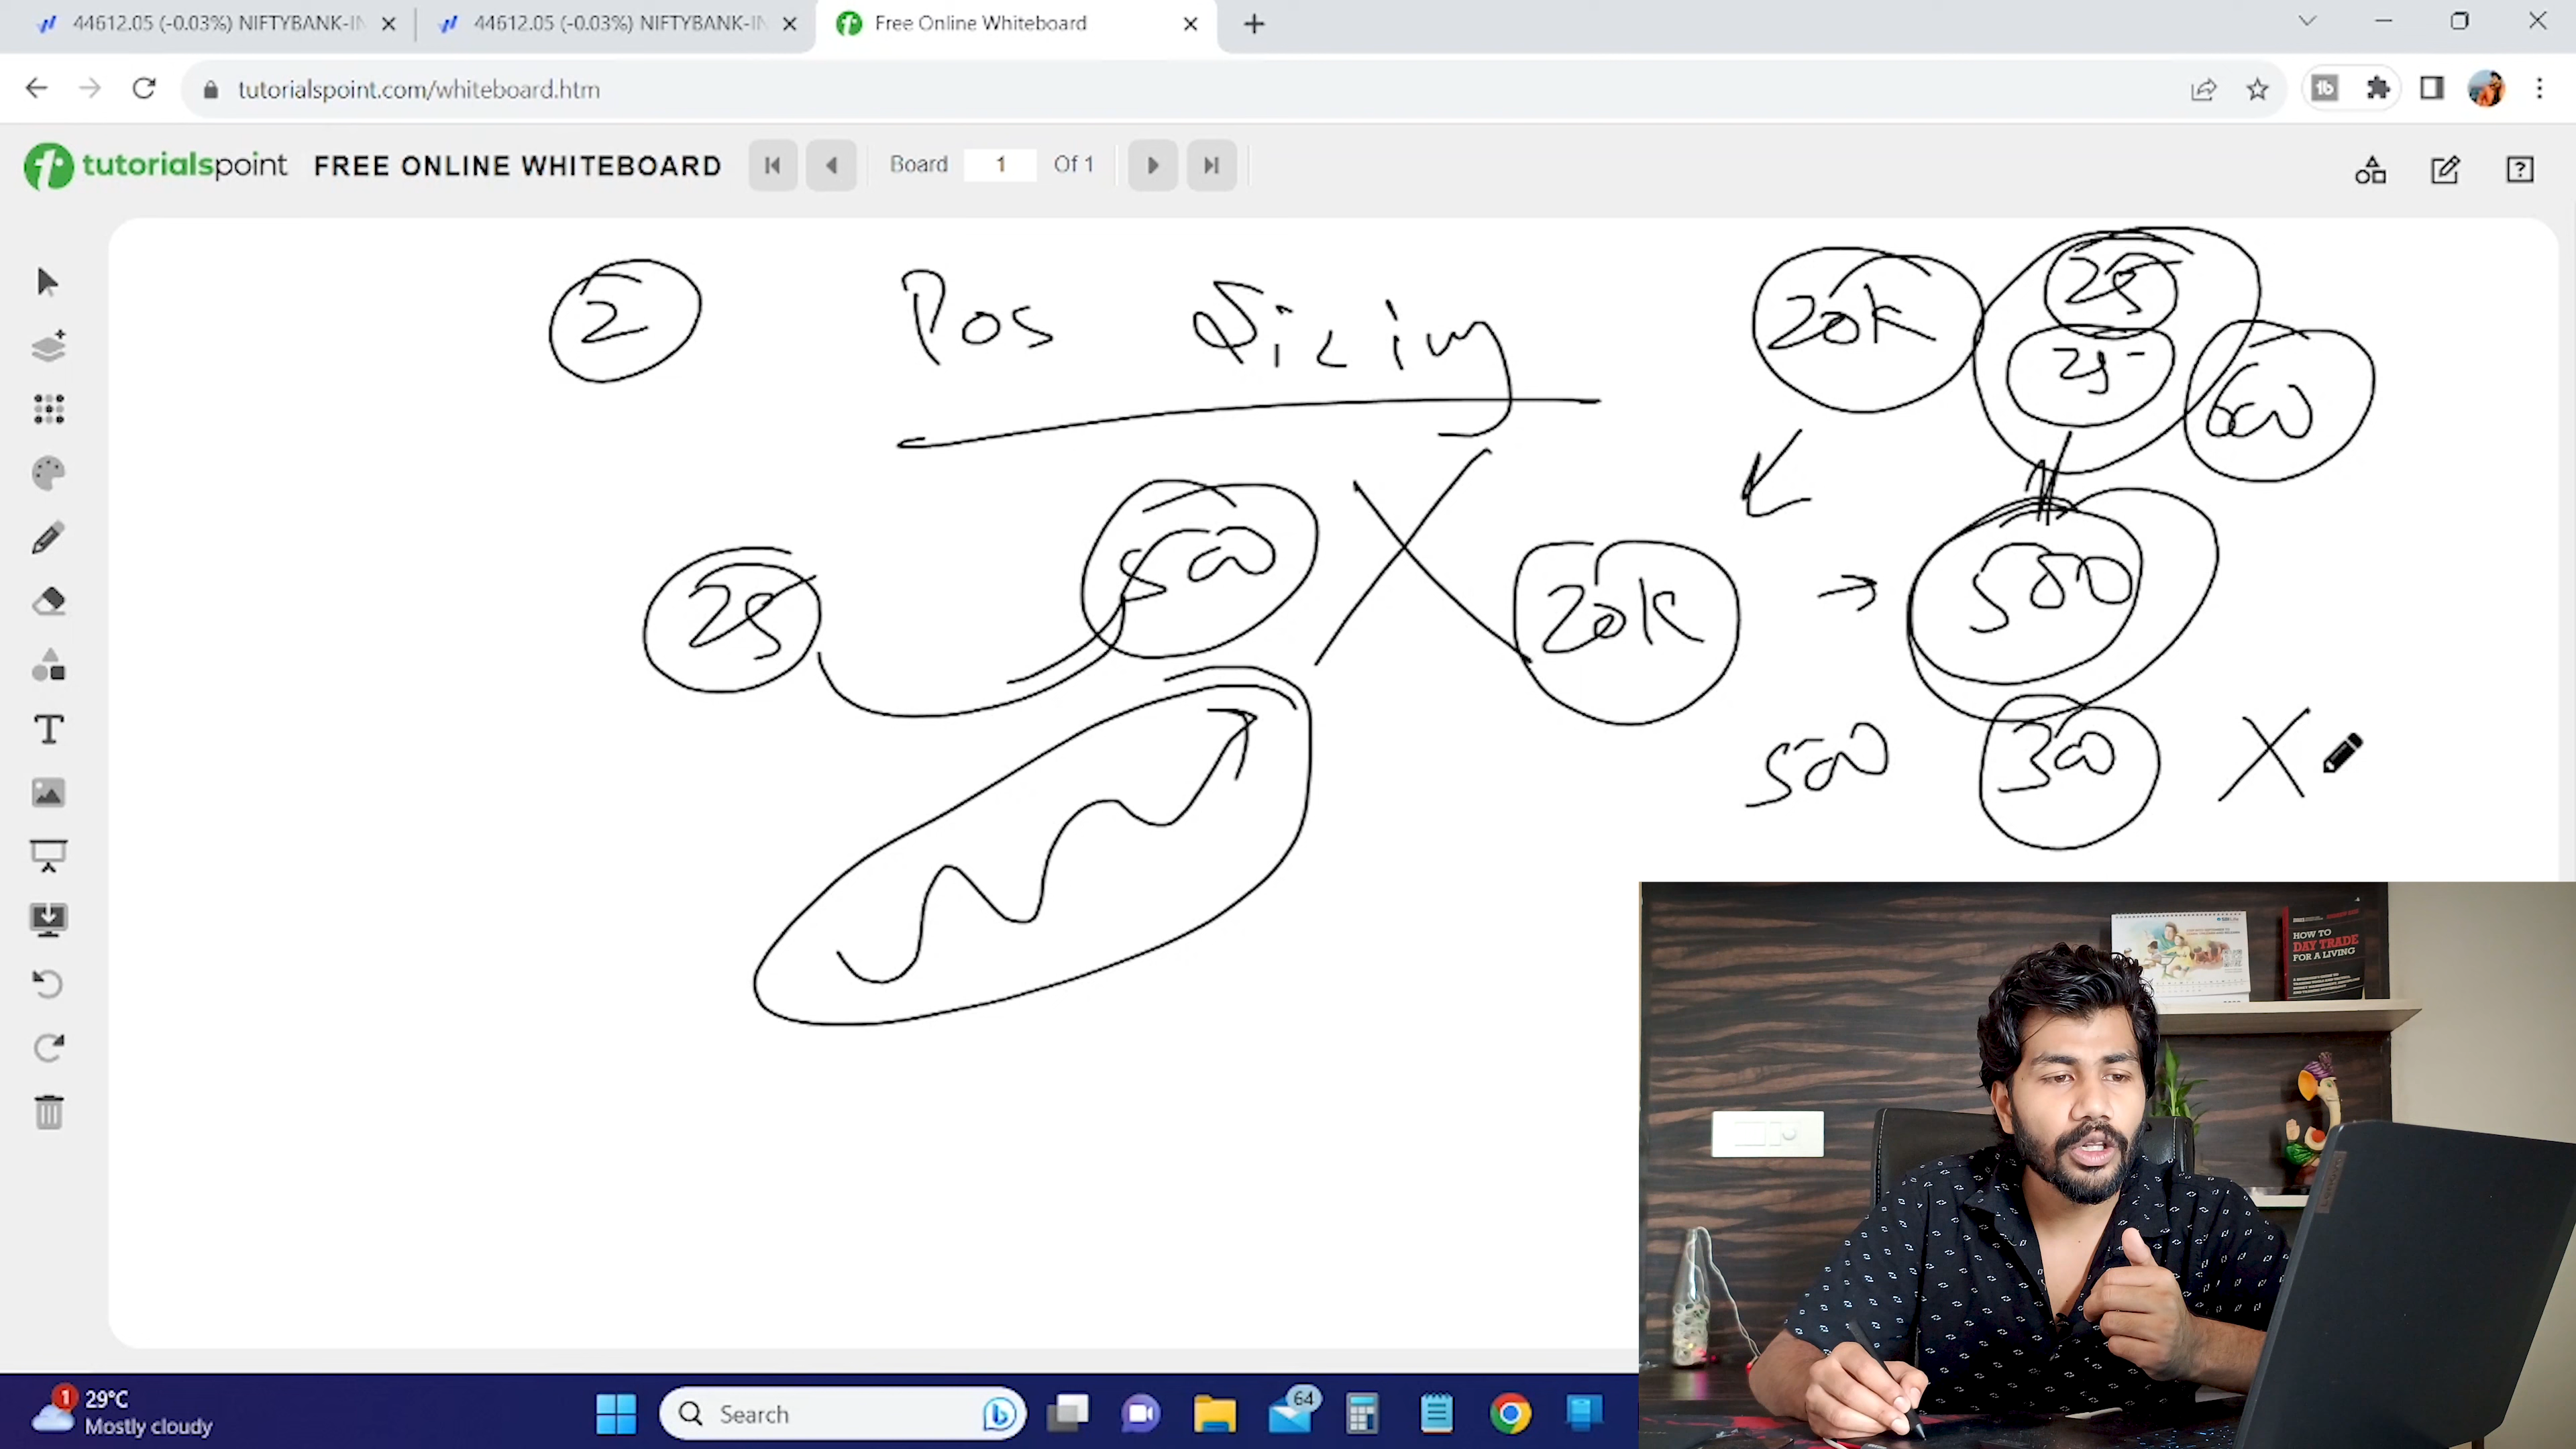 44612.05 (-0.03%) NIFTYBANK-IN
44612.05 (-0.03%) NIFTYBANK-IN
Free Online Whiteboard
tutorialspoint.com/whiteboard.htm
tutorialspoint FREE ONLINE WHITEBOARD Board 1 Of 1
2 Pos Sizing 20K 25
25
25 500 20K → 500
500 300 X
HOW TO
DAY TRADE
FOR A LIVING
1 29°C
Mostly cloudy
Search
64